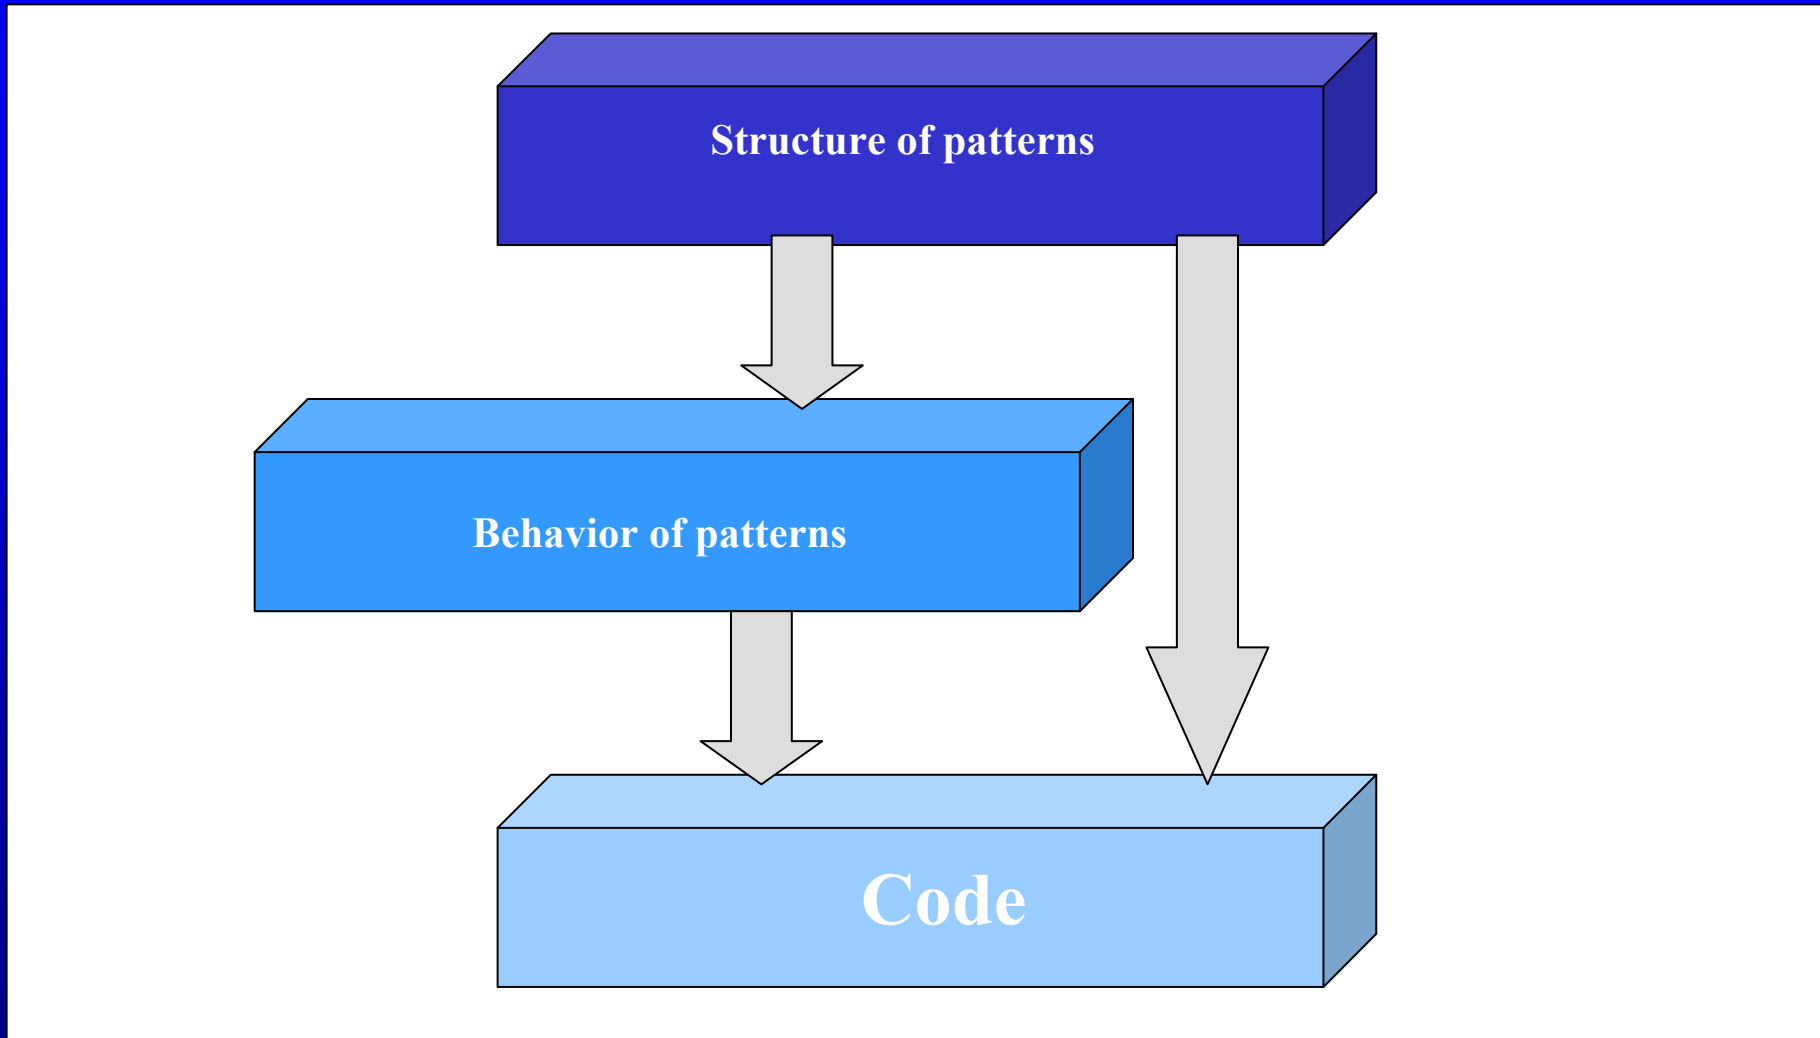 Structure of patterns
Behavior of patterns
Code